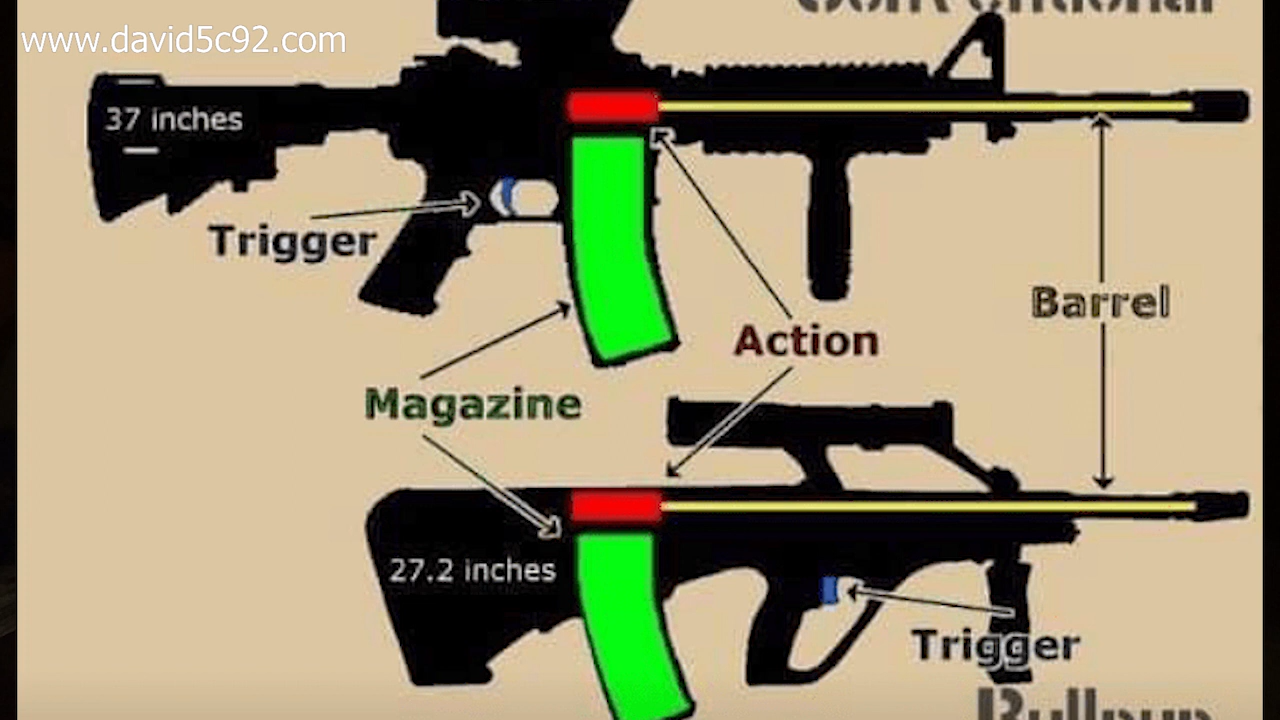 www.david5c92.com
37 inches
Trigger
Barrel
Action
Magazine
27.2 inches
Trigger